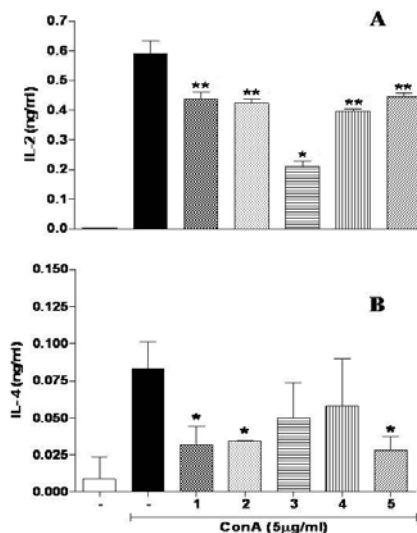 A
IL-2 (ng/ml)
0.7
0.6
0.5
0.4
0.3
0.2
0.1
0.0
** ** * ** **
B
IL-4 (ng/ml)
0.150
0.125
0.100
0.075
0.050
0.025
0.000
* * *
- - 1 2 3 4 5
ConA (5µg/ml)